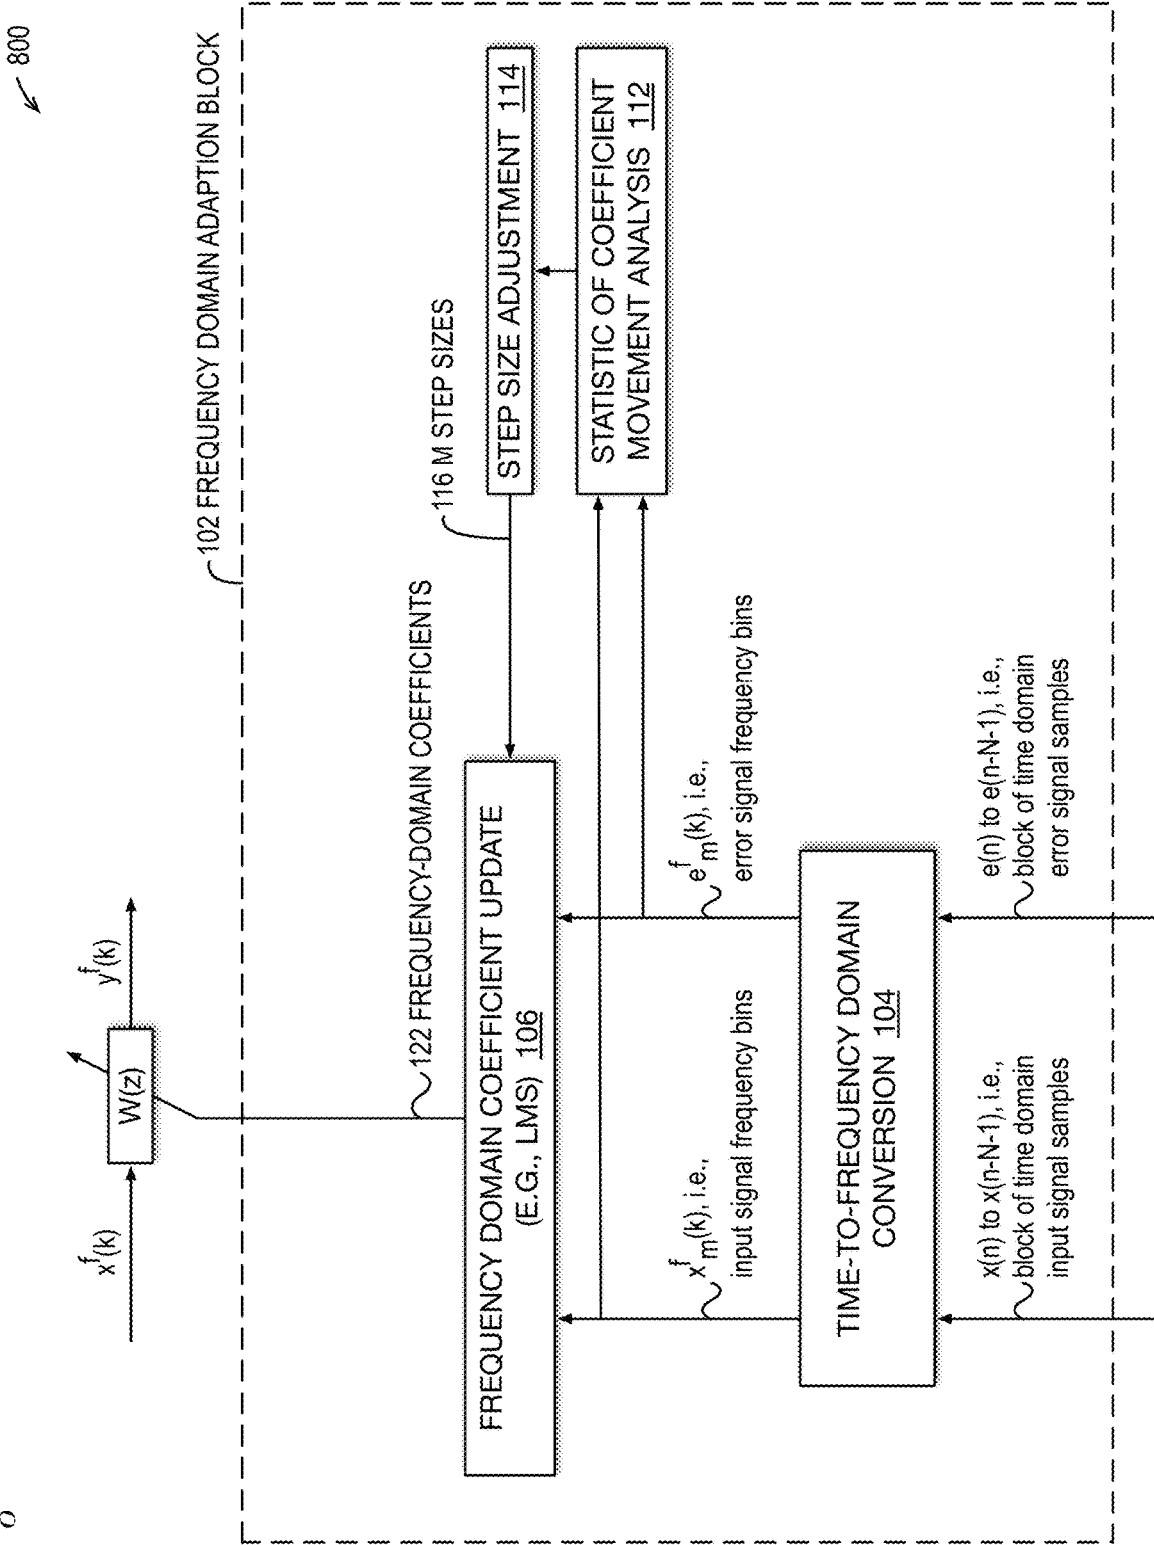 800
102 FREQUENCY DOMAIN ADAPTION BLOCK
x^f(k)
W(z)
y^f(k)
122 FREQUENCY-DOMAIN COEFFICIENTS
116 M STEP SIZES
FREQUENCY DOMAIN COEFFICIENT UPDATE
(E.G., LMS) 106
STEP SIZE ADJUSTMENT 114
STATISTIC OF COEFFICIENT
MOVEMENT ANALYSIS 112
x^f_m(k), i.e.,
input signal frequency bins
e^f_m(k), i.e.,
error signal frequency bins
TIME-TO-FREQUENCY DOMAIN
CONVERSION 104
x(n) to x(n-N-1), i.e.,
block of time domain
input signal samples
e(n) to e(n-N-1), i.e.,
block of time domain
error signal samples